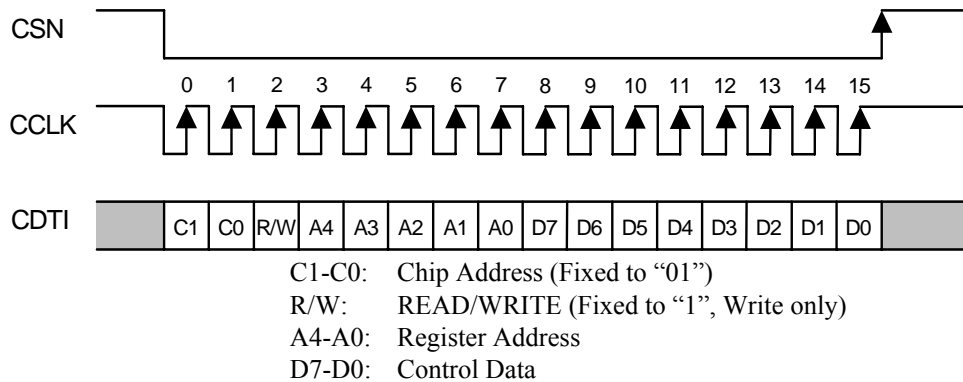 CSN
0 1 2 3 4 5 6 7 8 9 10 11 12 13 14 15
CCLK
CDTI C1 C0 R/W A4 A3 A2 A1 A0 D7 D6 D5 D4 D3 D2 D1 D0
C1-C0: Chip Address (Fixed to “01”)
R/W: READ/WRITE (Fixed to “1”, Write only)
A4-A0: Register Address
D7-D0: Control Data